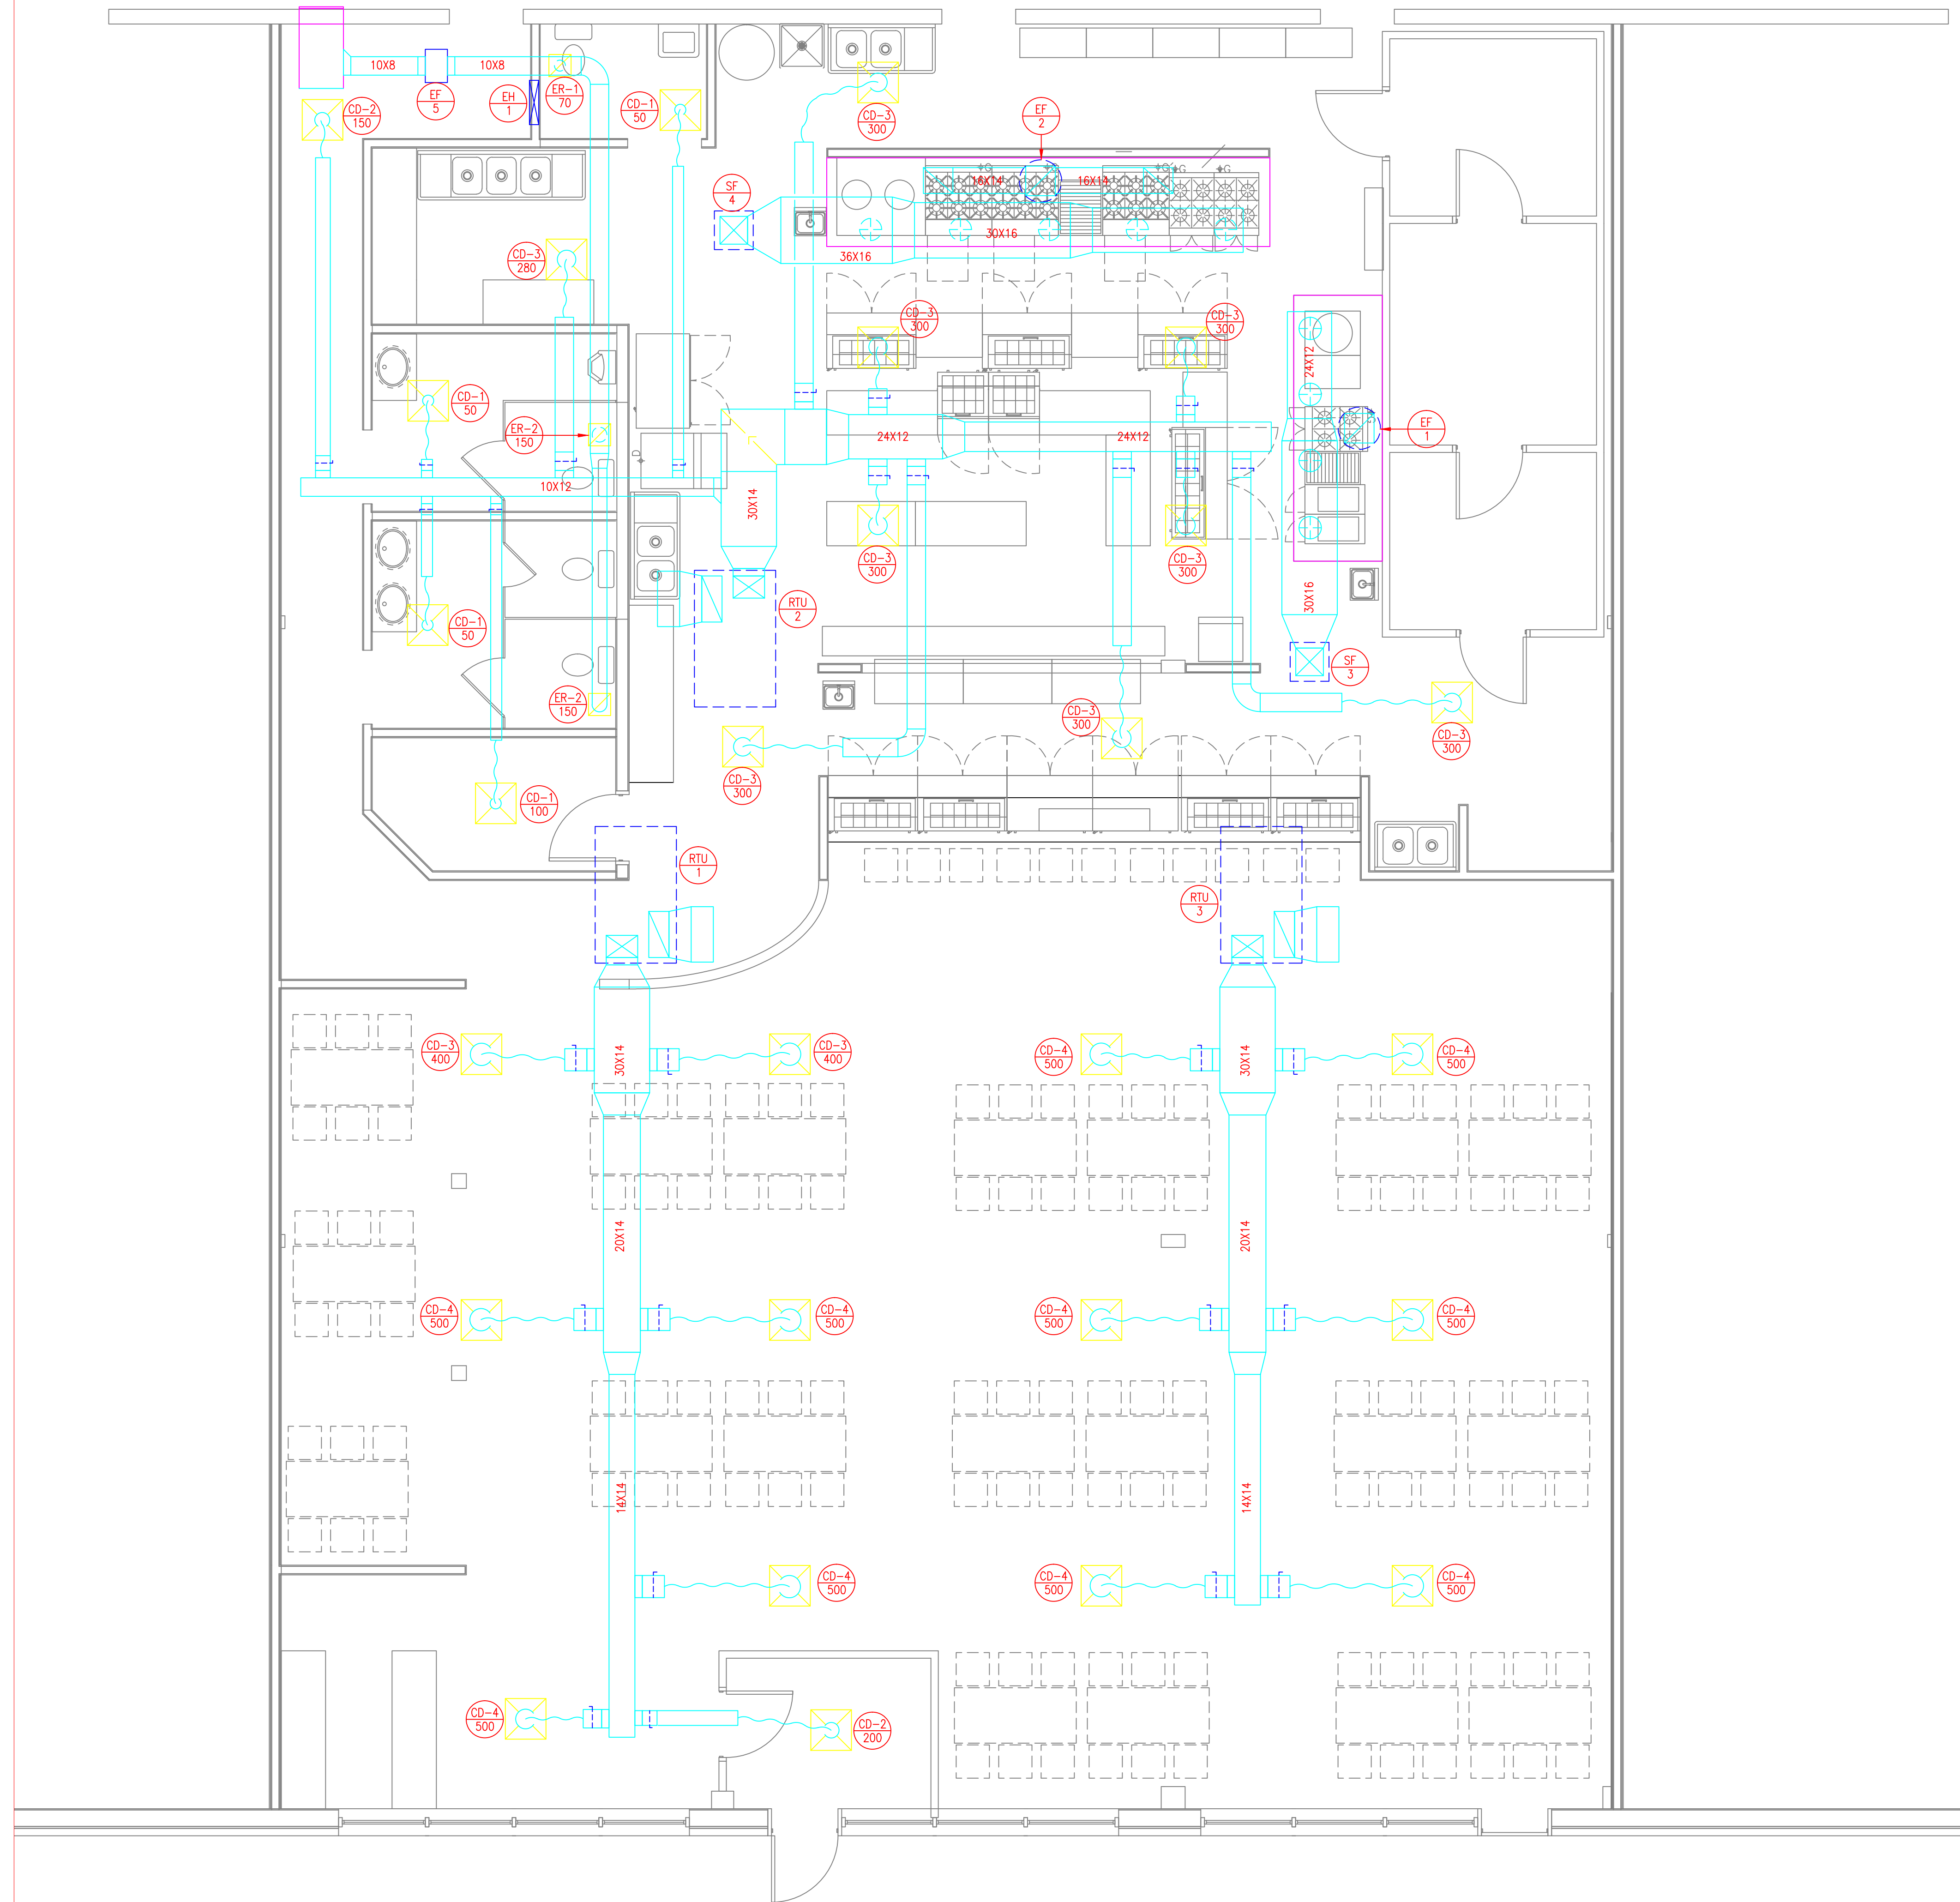 10X8
10X8
EF
5
EH
1
ER-1
70
CD-2
150
CD-1
50
CD-3
300
EF
2
SF
4
16X14
16X14
G
G
G
30X16
36X16
CD-3
280
CD-3
300
CD-3
300
24X12
CD-1
50
ER-2
150
EF
1
24X12
24X12
D
10X12
30X14
CD-3
300
CD-3
300
30X16
RTU
2
CD-1
50
SF
3
ER-2
150
CD-3
300
CD-3
300
CD-3
300
CD-1
100
RTU
1
RTU
3
CD-3
400
CD-3
400
30X14
CD-4
500
30X14
CD-4
500
20X14
20X14
CD-4
500
CD-4
500
CD-4
500
CD-4
500
14X14
14X14
CD-4
500
CD-4
500
CD-4
500
CD-4
500
CD-2
200